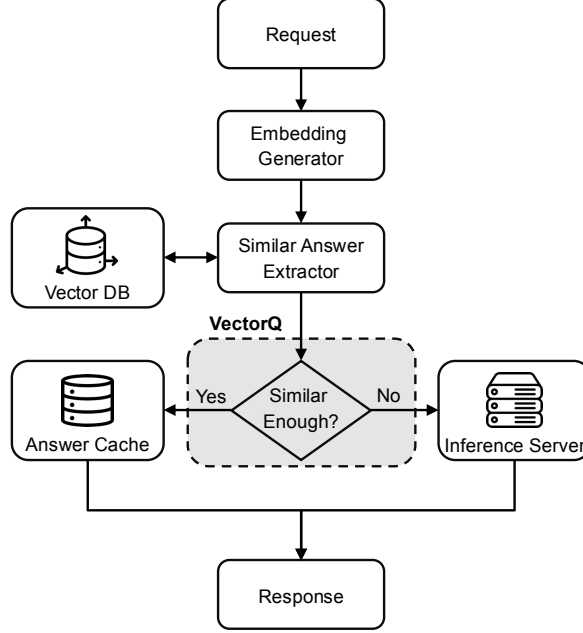 Request
Embedding
Generator
Similar Answer
Extractor
Vector DB
VectorQ
Yes
Similar
Enough?
No
Answer Cache
Inference Server
Response